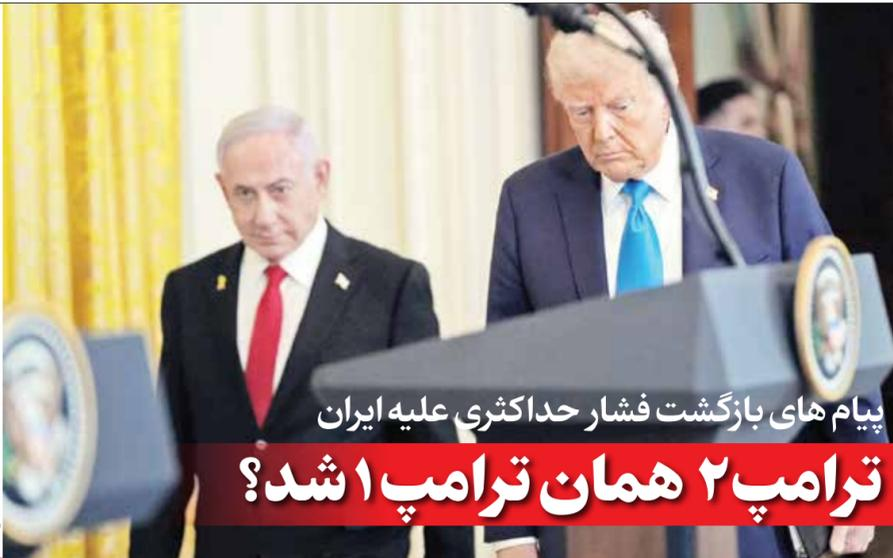 پیام های بازگشت فشار حداکثری علیه ایران
ترامپ۲ همان ترامپ۱ شد؟